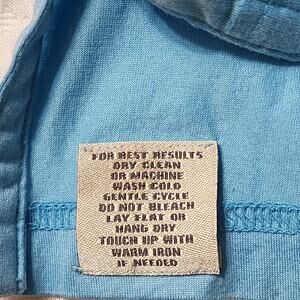 FOR BEST RESULTS
DRY CLEAN
OR MACHINE
WASH COLD
GENTLE CYCLE
DO NOT BLEACH
LAY FLAT OR
HANG DRY
TOUCH UP WITH
WARM IRON
IF NEEDED